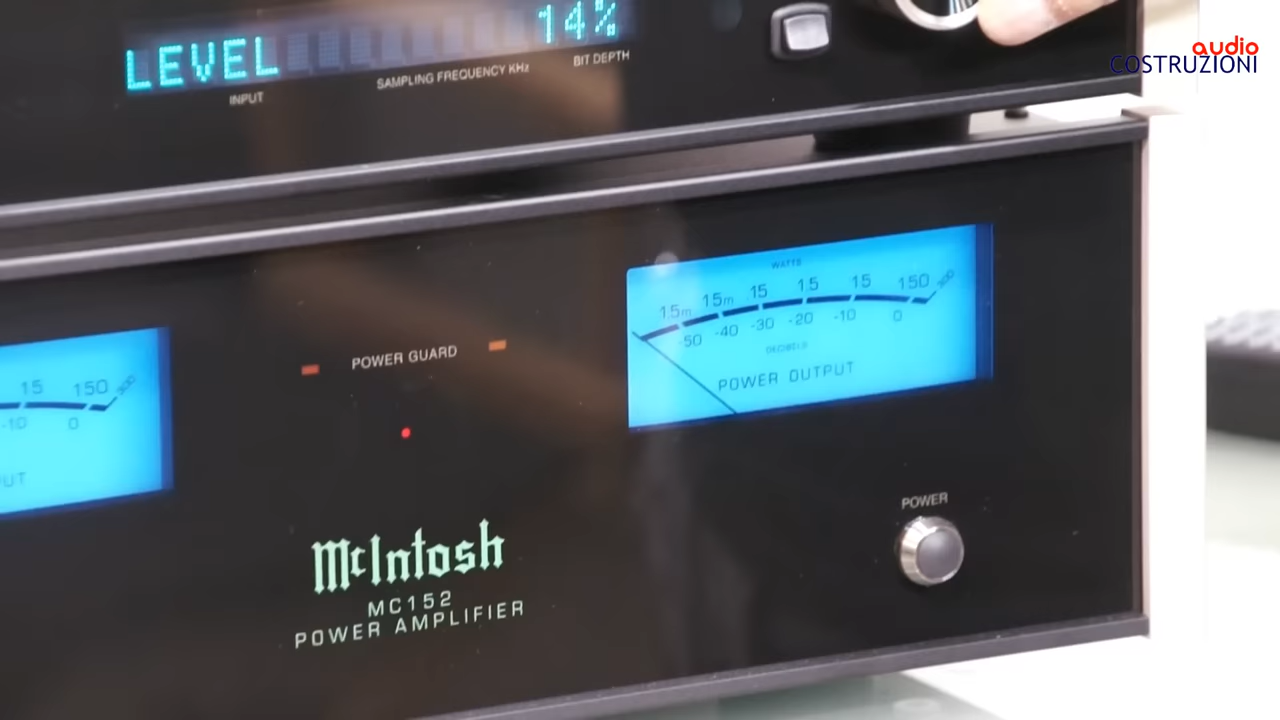 LEVEL 14%
INPUT SAMPLING FREQUENCY KHz BIT DEPTH
audio
COSTRUZIONI
WATTS
1.5m 15m .15 1.5 15 150 300
-50 -40 -30 -20 -10 0
DECIBELS
POWER OUTPUT
15 150 300
-10 0
UT
POWER GUARD
POWER
McIntosh
MC152
POWER AMPLIFIER